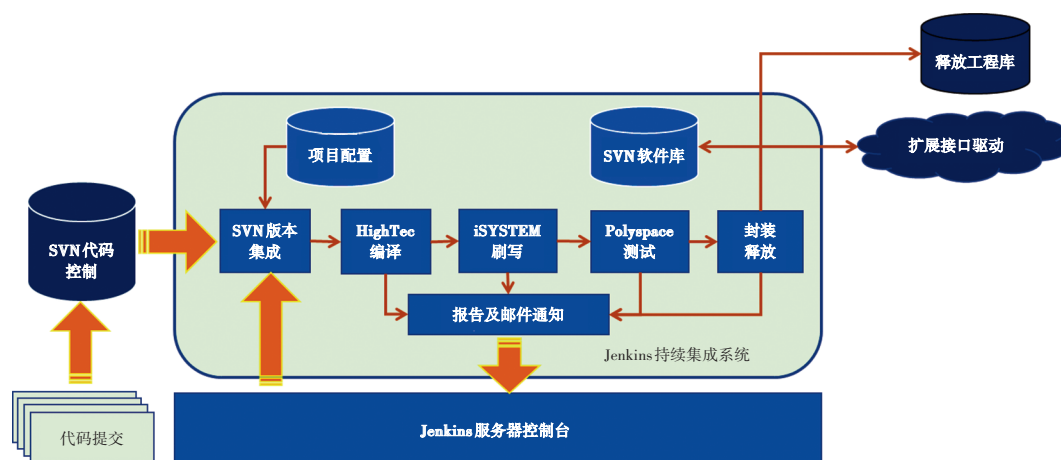 释放工程库
扩展接口驱动
项目配置
SVN软件库
SVN代码
控制
SVN版本
集成
HighTec
编译
iSYSTEM
刷写
Polyspace
测试
封装
释放
报告及邮件通知
Jenkins持续集成系统
代码提交
Jenkins服务器控制台